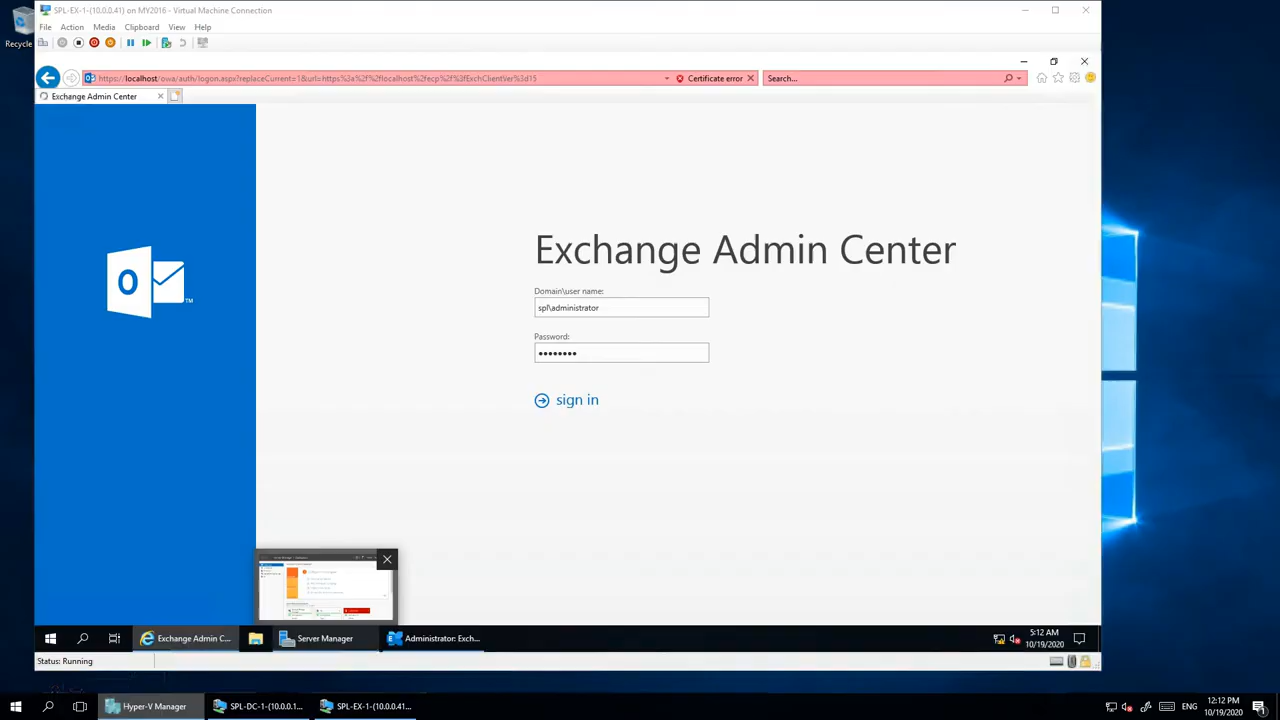 Recycle
SPL-EX-1-(10.0.0.41) on MY2016 - Virtual Machine Connection
File Action Media Clipboard View Help
https://localhost/owa/auth/logon.aspx?replaceCurrent=1&url=https%3a%2f%2flocalhost%2fecp%2f%3fExchClientVer%3d15
Certificate error
Search...
Exchange Admin Center
O
TM
Exchange Admin Center
Domain\user name:
spl\administrator
Password:
••••••••
sign in
Exchange Admin C...
Server Manager
Administrator: Exch...
5:12 AM
10/19/2020
Status: Running
Hyper-V Manager
SPL-DC-1-(10.0.0.1...
SPL-EX-1-(10.0.0.41...
ENG
12:12 PM
10/19/2020
1